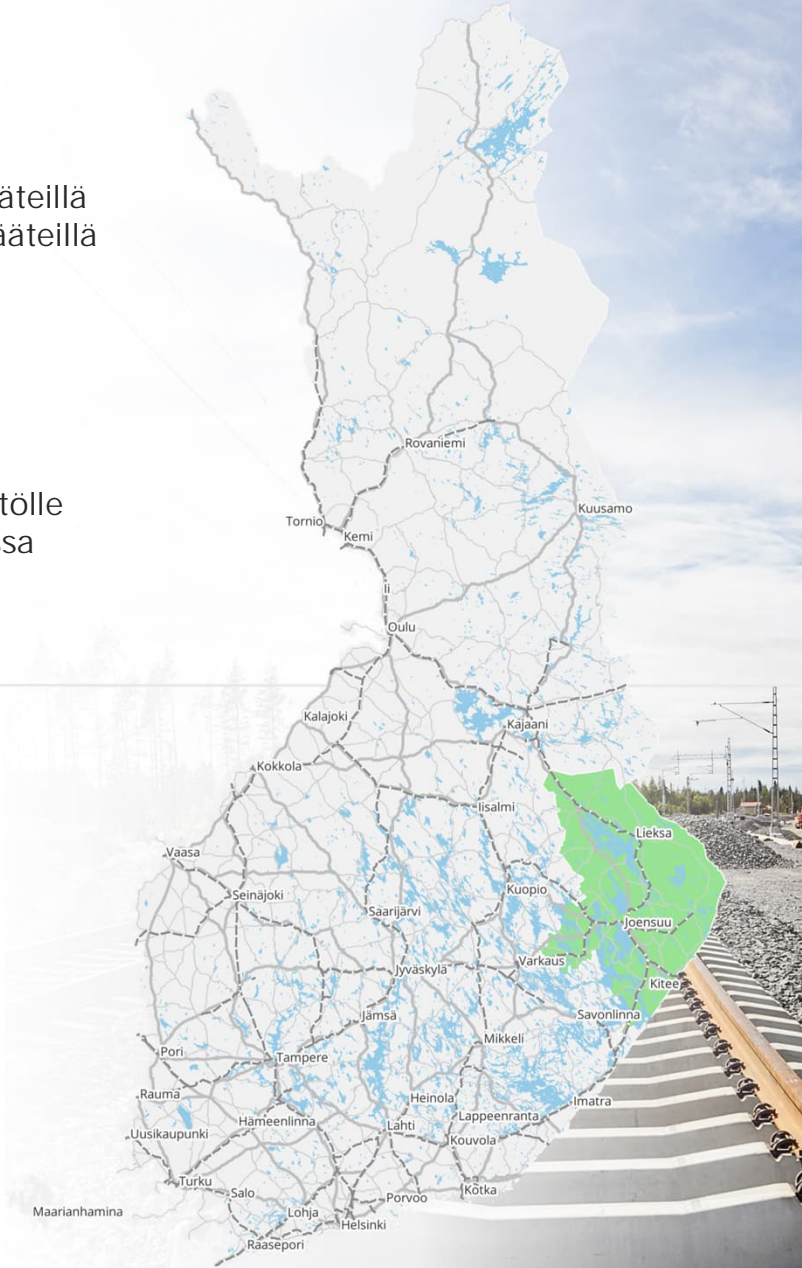 äteillä
ääteillä
tölle
ssa
Rovaniemi
Kuusamo
Tornio
Kemi
Ii
Oulu
Kalajoki
Kajaani
Kokkola
Iisalmi
Lieksa
Vaasa
Kuopio
Seinäjoki
Saarijärvi
Joensuu
Varkaus
Jyväskylä
Kitee
Jämsä
Savonlinna
Mikkeli
Pori
Tampere
Rauma
Heinola
Imatra
Hämeenlinna
Lappeenranta
Uusikaupunki
Lahti
Kouvola
Turku
Salo
Porvoo
Kotka
Maarianhamina
Lohja
Helsinki
Raasepori